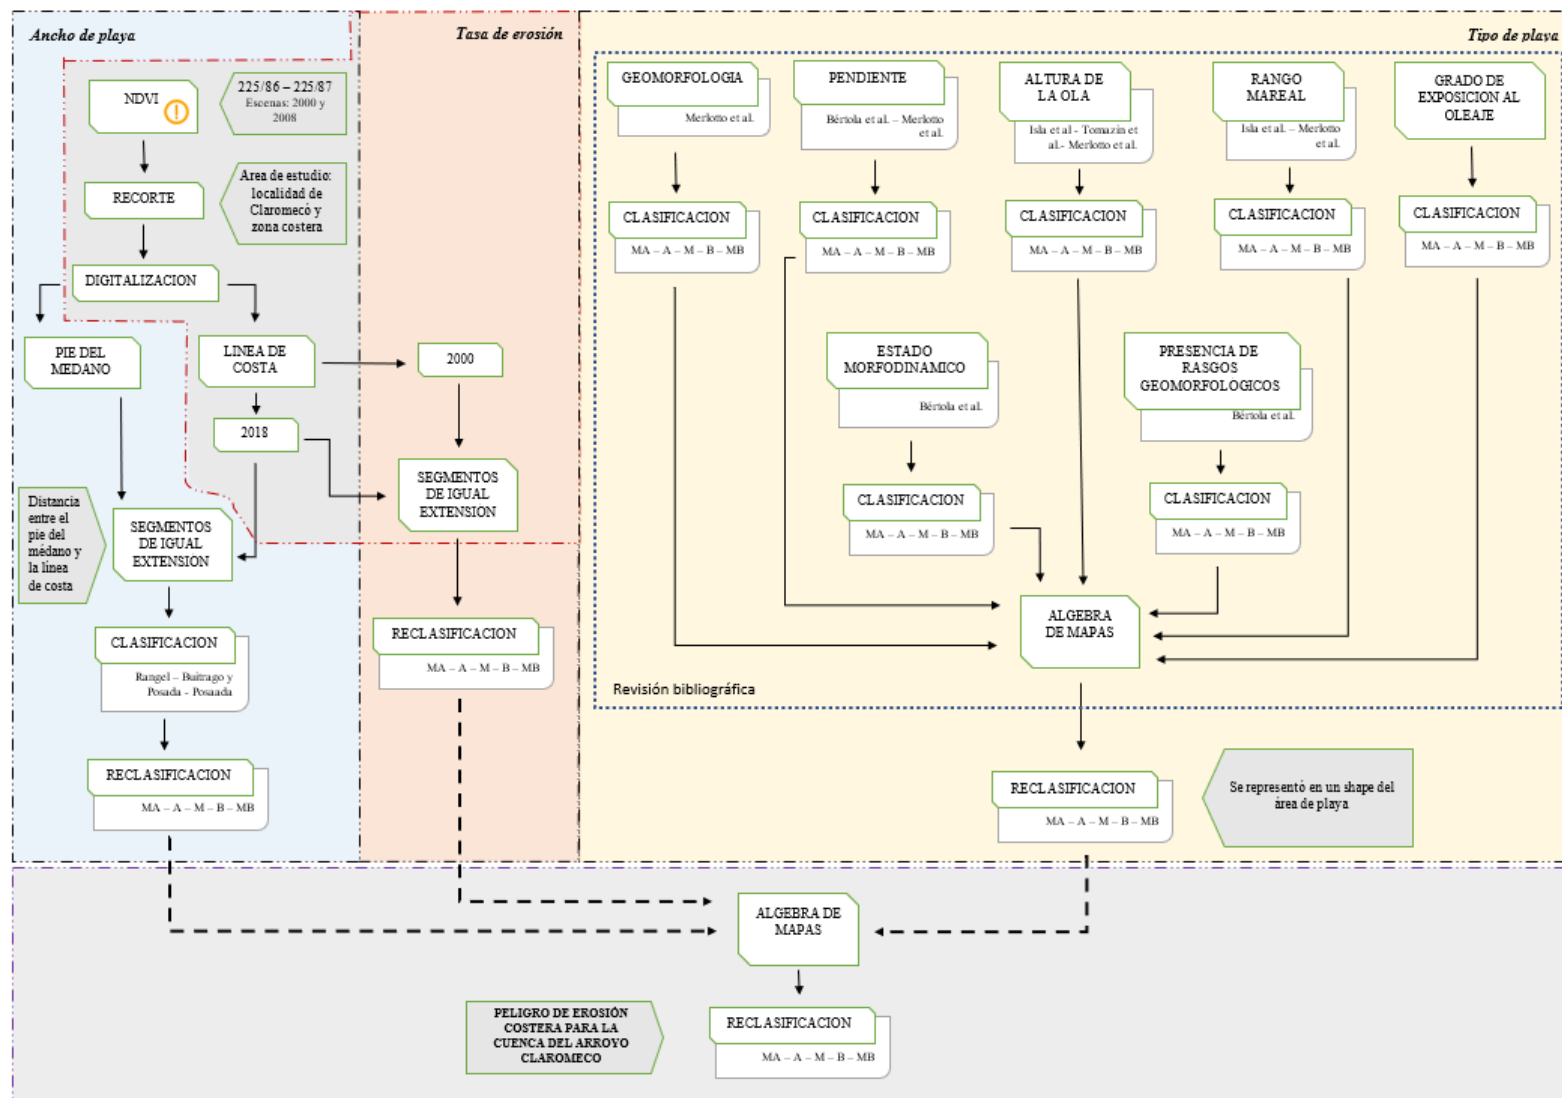 Ancho de playa
NDVI
225/86 – 225/87
Escenas: 2000 y
2008
RECORTE
Area de estudio:
localidad de
Claromecó y
zona costera
DIGITALIZACION
PIE DEL
MEDANO
LINEA DE
COSTA
2018
Distancia
entre el
pie del
médano y
la línea
de costa
SEGMENTOS
DE IGUAL
EXTENSION
CLASIFICACION
Rangel – Buitrago y
Posada - Posaada
RECLASIFICACION
MA – A – M – B – MB
Tasa de erosión
2000
SEGMENTOS
DE IGUAL
EXTENSION
RECLASIFICACION
MA – A – M – B – MB
Tipo de playa
GEOMORFOLOGIA
Merlotto et al.
CLASIFICACION
MA – A – M – B – MB
PENDIENTE
Bértola et al. – Merlotto
et al.
CLASIFICACION
MA – A – M – B – MB
ALTURA DE
LA OLA
Isla et al - Tomazin et
al.- Merlotto et al.
CLASIFICACION
MA – A – M – B – MB
RANGO
MAREAL
Isla et al. – Merlotto
et al.
CLASIFICACION
MA – A – M – B – MB
GRADO DE
EXPOSICION AL
OLEAJE
CLASIFICACION
MA – A – M – B – MB
ESTADO
MORFODINAMICO
Bértola et al.
CLASIFICACION
MA – A – M – B – MB
PRESENCIA DE
RASGOS
GEOMORFOLOGICOS
Bértola et al.
CLASIFICACION
MA – A – M – B – MB
ALGEBRA
DE MAPAS
Revisión bibliográfica
RECLASIFICACION
MA – A – M – B – MB
Se representó en un shape del
área de playa
ALGEBRA DE
MAPAS
PELIGRO DE EROSIÓN
COSTERA PARA LA
CUENCA DEL ARROYO
CLAROMECO
RECLASIFICACION
MA – A – M – B – MB